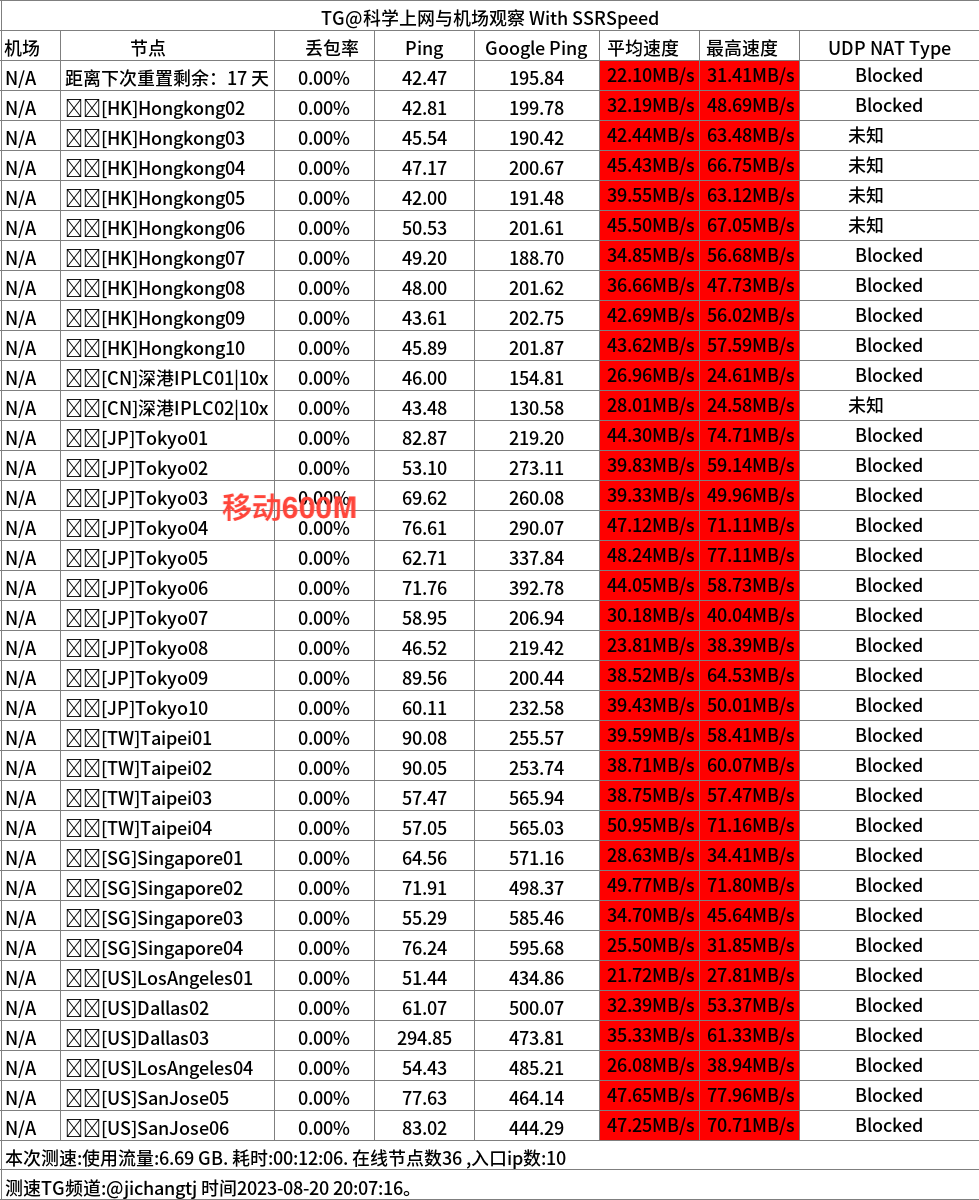 TG@科学上网与机场观察 With SSRSpeed
机场 节点 丢包率 Ping Google Ping 平均速度 最高速度 UDP NAT Type
N/A 距离下次重置剩余：17 天 0.00% 42.47 195.84 22.10MB/s 31.41MB/s Blocked
N/A [HK]Hongkong02 0.00% 42.81 199.78 32.19MB/s 48.69MB/s Blocked
N/A [HK]Hongkong03 0.00% 45.54 190.42 42.44MB/s 63.48MB/s 未知
N/A [HK]Hongkong04 0.00% 47.17 200.67 45.43MB/s 66.75MB/s 未知
N/A [HK]Hongkong05 0.00% 42.00 191.48 39.55MB/s 63.12MB/s 未知
N/A [HK]Hongkong06 0.00% 50.53 201.61 45.50MB/s 67.05MB/s 未知
N/A [HK]Hongkong07 0.00% 49.20 188.70 34.85MB/s 56.68MB/s Blocked
N/A [HK]Hongkong08 0.00% 48.00 201.62 36.66MB/s 47.73MB/s Blocked
N/A [HK]Hongkong09 0.00% 43.61 202.75 42.69MB/s 56.02MB/s Blocked
N/A [HK]Hongkong10 0.00% 45.89 201.87 43.62MB/s 57.59MB/s Blocked
N/A [CN]深港IPLC01|10x 0.00% 46.00 154.81 26.96MB/s 24.61MB/s Blocked
N/A [CN]深港IPLC02|10x 0.00% 43.48 130.58 28.01MB/s 24.58MB/s 未知
N/A [JP]Tokyo01 0.00% 82.87 219.20 44.30MB/s 74.71MB/s Blocked
N/A [JP]Tokyo02 0.00% 53.10 273.11 39.83MB/s 59.14MB/s Blocked
N/A [JP]Tokyo03 0.00% 69.62 260.08 39.33MB/s 49.96MB/s Blocked
移动600M
N/A [JP]Tokyo04 0.00% 76.61 290.07 47.12MB/s 71.11MB/s Blocked
N/A [JP]Tokyo05 0.00% 62.71 337.84 48.24MB/s 77.11MB/s Blocked
N/A [JP]Tokyo06 0.00% 71.76 392.78 44.05MB/s 58.73MB/s Blocked
N/A [JP]Tokyo07 0.00% 58.95 206.94 30.18MB/s 40.04MB/s Blocked
N/A [JP]Tokyo08 0.00% 46.52 219.42 23.81MB/s 38.39MB/s Blocked
N/A [JP]Tokyo09 0.00% 89.56 200.44 38.52MB/s 64.53MB/s Blocked
N/A [JP]Tokyo10 0.00% 60.11 232.58 39.43MB/s 50.01MB/s Blocked
N/A [TW]Taipei01 0.00% 90.08 255.57 39.59MB/s 58.41MB/s Blocked
N/A [TW]Taipei02 0.00% 90.05 253.74 38.71MB/s 60.07MB/s Blocked
N/A [TW]Taipei03 0.00% 57.47 565.94 38.75MB/s 57.47MB/s Blocked
N/A [TW]Taipei04 0.00% 57.05 565.03 50.95MB/s 71.16MB/s Blocked
N/A [SG]Singapore01 0.00% 64.56 571.16 28.63MB/s 34.41MB/s Blocked
N/A [SG]Singapore02 0.00% 71.91 498.37 49.77MB/s 71.80MB/s Blocked
N/A [SG]Singapore03 0.00% 55.29 585.46 34.70MB/s 45.64MB/s Blocked
N/A [SG]Singapore04 0.00% 76.24 595.68 25.50MB/s 31.85MB/s Blocked
N/A [US]LosAngeles01 0.00% 51.44 434.86 21.72MB/s 27.81MB/s Blocked
N/A [US]Dallas02 0.00% 61.07 500.07 32.39MB/s 53.37MB/s Blocked
N/A [US]Dallas03 0.00% 294.85 473.81 35.33MB/s 61.33MB/s Blocked
N/A [US]LosAngeles04 0.00% 54.43 485.21 26.08MB/s 38.94MB/s Blocked
N/A [US]SanJose05 0.00% 77.63 464.14 47.65MB/s 77.96MB/s Blocked
N/A [US]SanJose06 0.00% 83.02 444.29 47.25MB/s 70.71MB/s Blocked
本次测速:使用流量:6.69 GB. 耗时:00:12:06. 在线节点数36 ,入口ip数:10
测速TG频道:@jichangtj 时间2023-08-20 20:07:16。